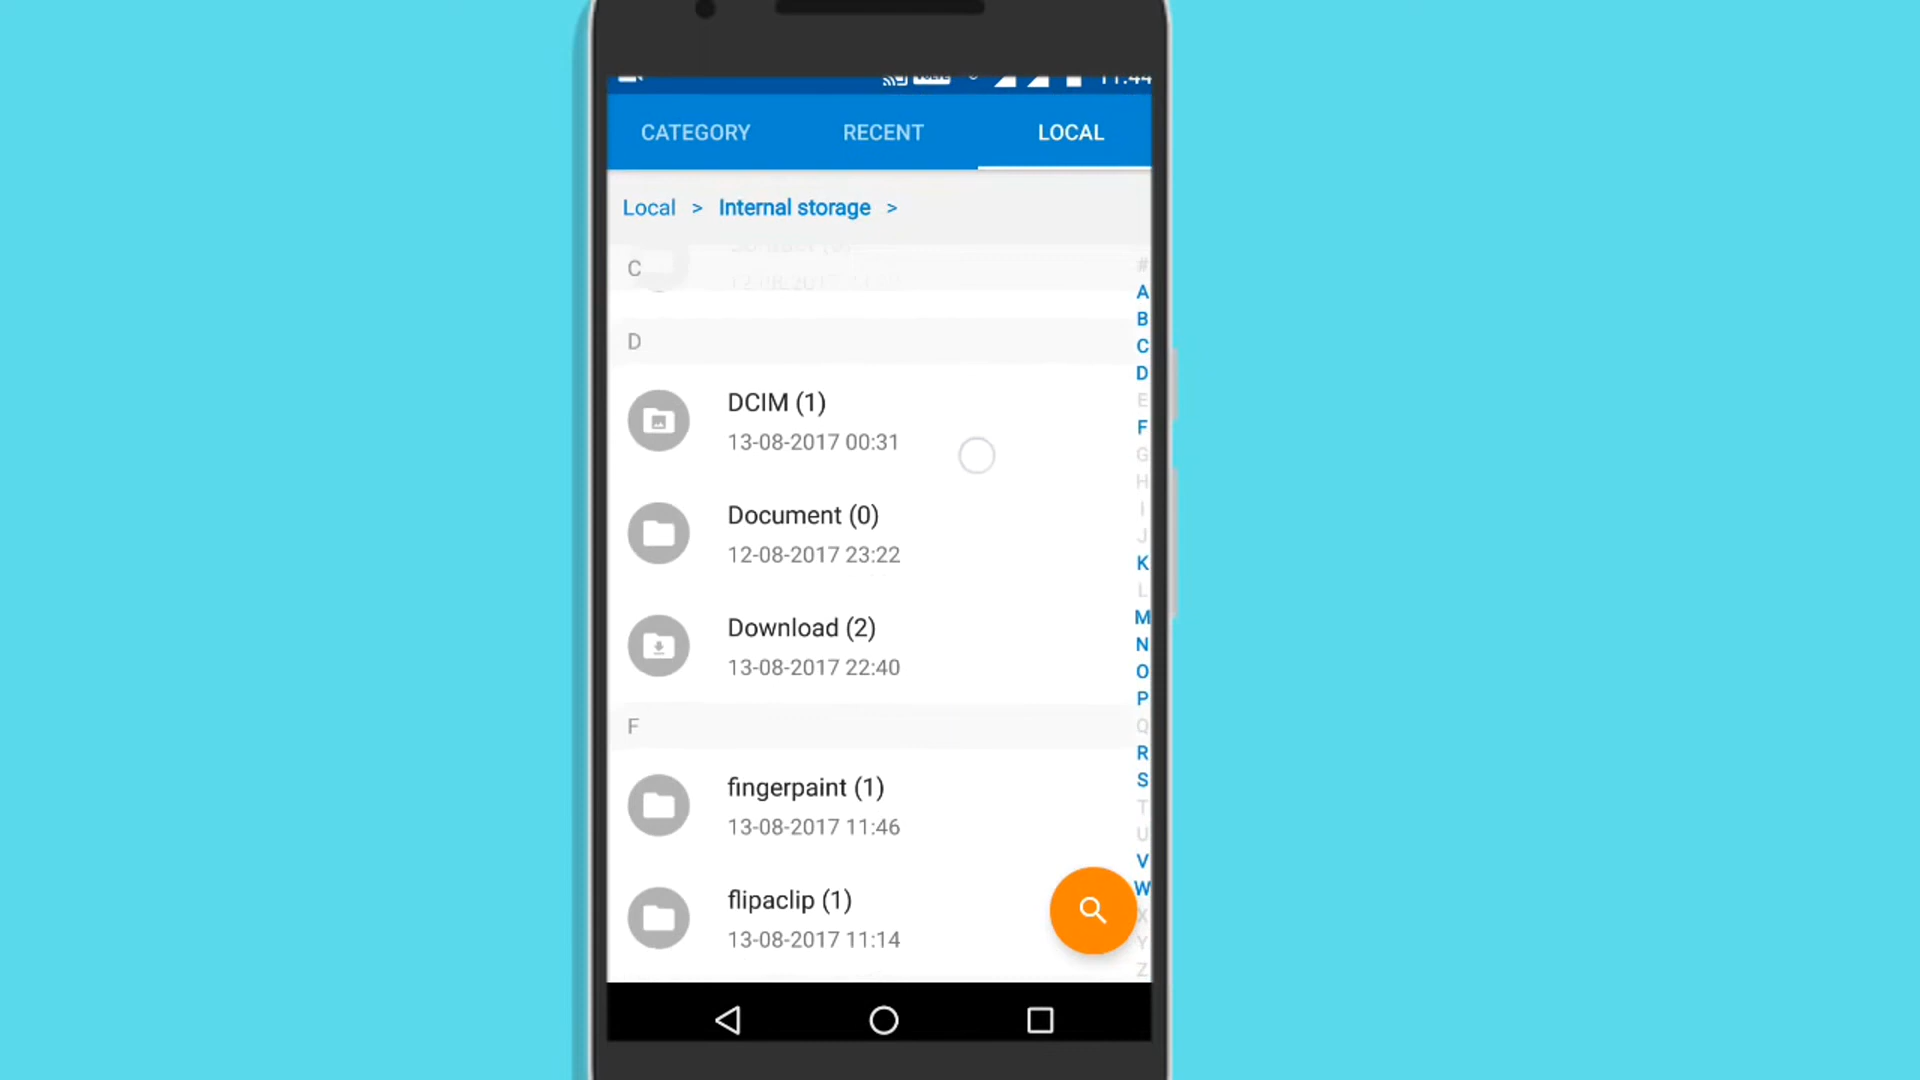 11:44
CATEGORY RECENT LOCAL
Local > Internal storage >
C
#
A
B
C
D
E
F
G
H
I
J
K
L
M
N
O
P
Q
R
S
T
U
V
W
X
Y
Z
D
DCIM (1)
13-08-2017 00:31
Document (0)
12-08-2017 23:22
Download (2)
13-08-2017 22:40
F
fingerpaint (1)
13-08-2017 11:46
flipaclip (1)
13-08-2017 11:14